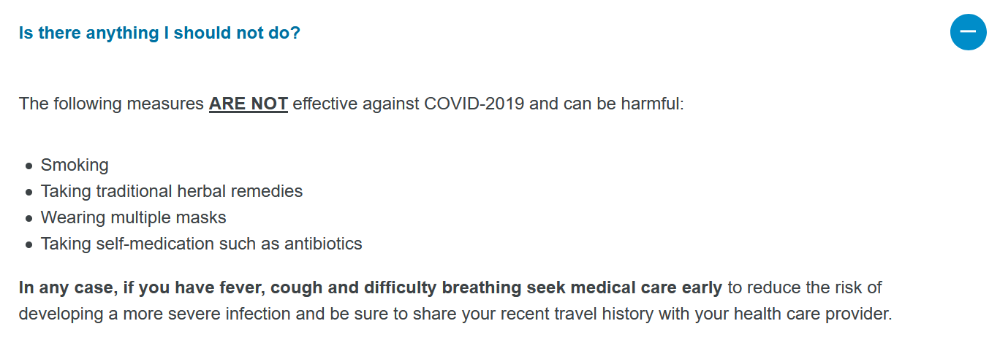 Is there anything I should not do?
The following measures ARE NOT effective against COVID-2019 and can be harmful:
• Smoking
• Taking traditional herbal remedies
• Wearing multiple masks
• Taking self-medication such as antibiotics
In any case, if you have fever, cough and difficulty breathing seek medical care early to reduce the risk of
developing a more severe infection and be sure to share your recent travel history with your health care provider.